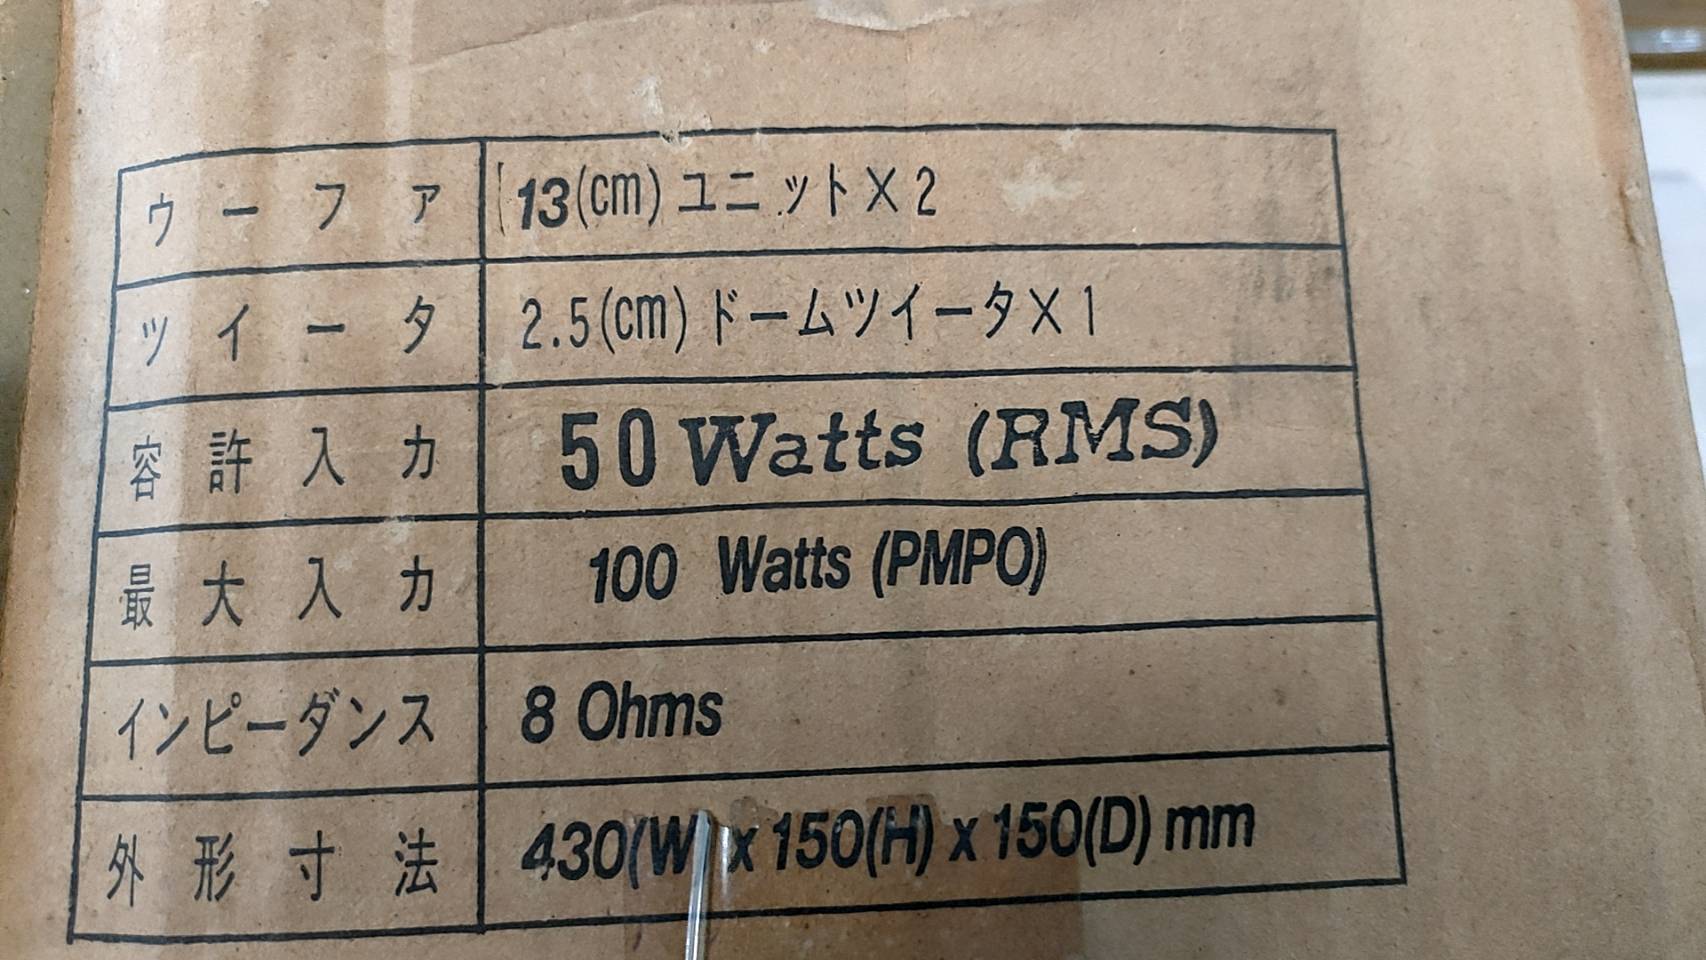 ウーファ 13(cm)ユニット×2
ツイータ 2.5(cm)ドームツイータ×1
容許入力 50 Watts (RMS)
最大入力 100 Watts (PMPO)
インピーダンス 8 Ohms
外形寸法 430(W) x 150(H) x 150(D) mm